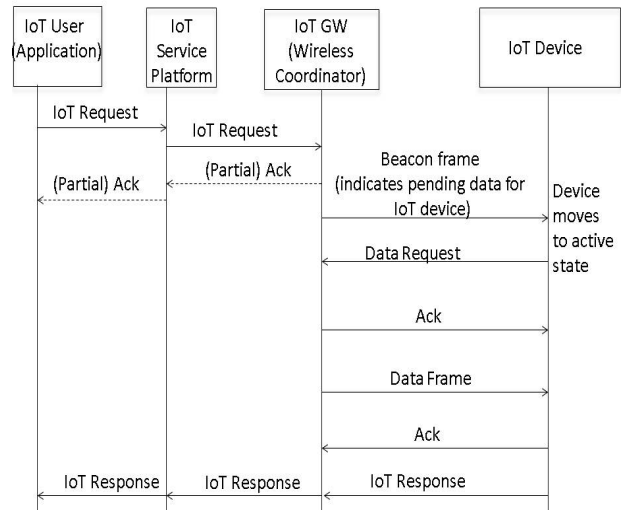 IoT User
(Application)
IoT
Service
Platform
IoT GW
(Wireless
Coordinator)
IoT Device
IoT Request
IoT Request
(Partial) Ack
(Partial) Ack
Beacon frame
(indicates pending data for
IoT device)
Device
moves
to active
state
Data Request
Ack
Data Frame
Ack
IoT Response
IoT Response
IoT Response